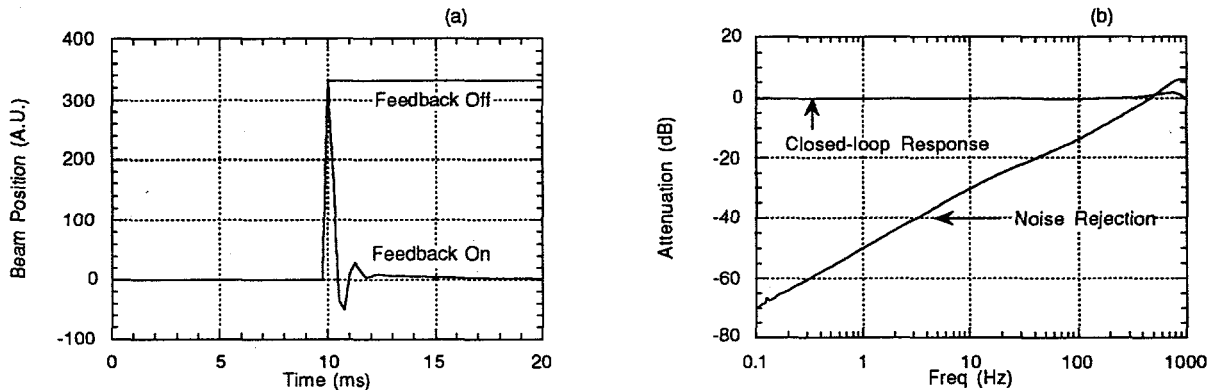 (a)
400
300
200
100
0
-100
Beam Position (A.U.)
Feedback Off
Feedback On
0 5 10 15 20
Time (ms)
(b)
20
0
-20
-40
-60
-80
Attenuation (dB)
Closed-loop Response
Noise Rejection
0.1 1 10 100 1000
Freq (Hz)